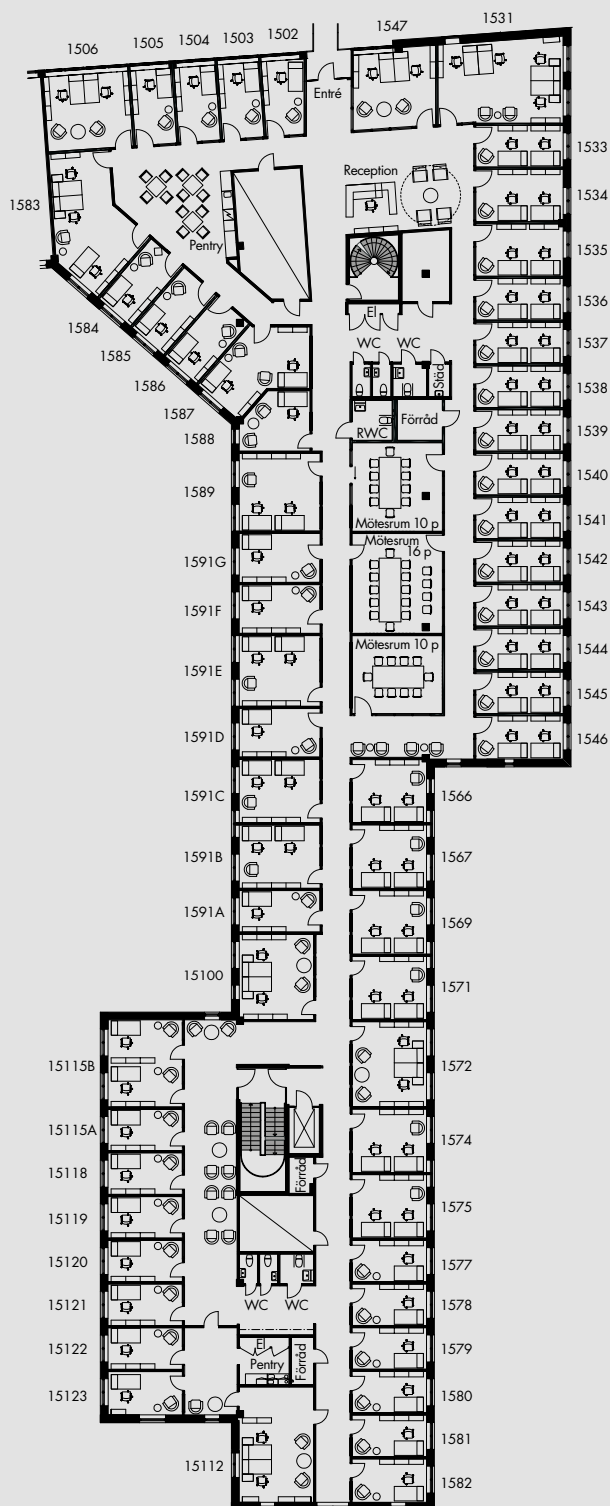 1547
1531
1506
1505
1504
1503
1502
Entré
1533
Reception
1534
1583
Pentry
1535
1536
1584
El
1585
WC
WC
1537
1586
Städ
1538
1587
1588
RWC
Förråd
1539
1540
1589
Mötesrum 10 p
1541
Mötesrum
16 p
1542
1591G
1591F
1543
Mötesrum 10 p
1544
1591E
1545
1591D
1546
1591C
1566
1591B
1567
1591A
1569
15100
1571
15115B
1572
15115A
1574
15118
Förråd
15119
1575
15120
1577
15121
WC
WC
1578
15122
El
Pentry
Förråd
1579
15123
1580
1581
15112
1582